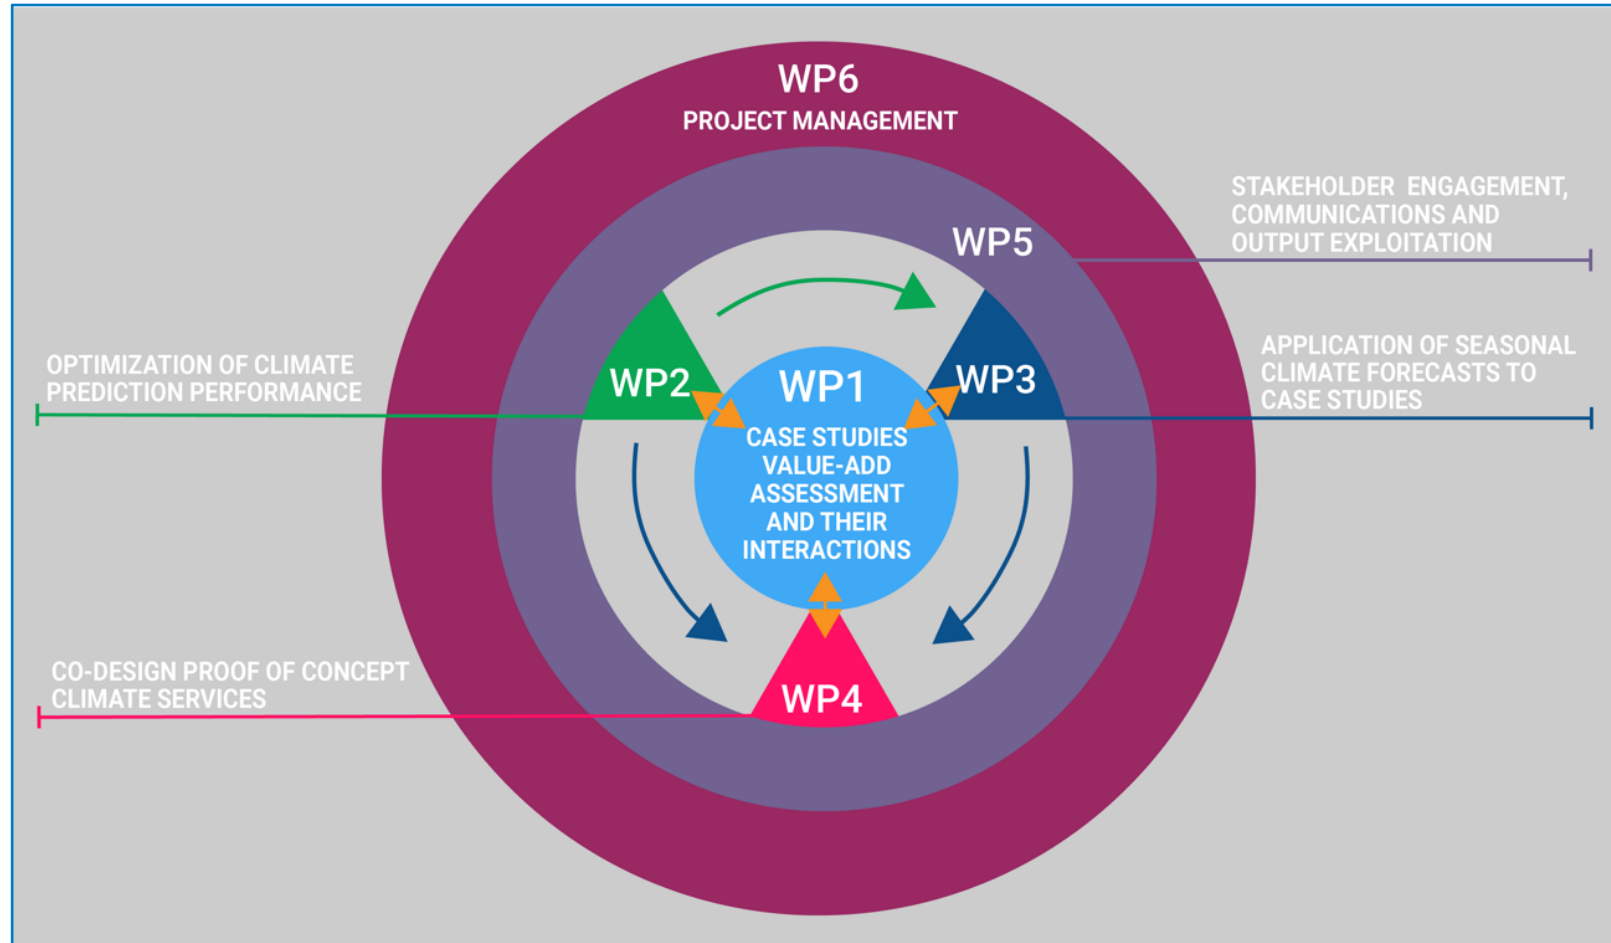 WP6
PROJECT MANAGEMENT
STAKEHOLDER ENGAGEMENT,
COMMUNICATIONS AND
OUTPUT EXPLOITATION
WP5
OPTIMIZATION OF CLIMATE
PREDICTION PERFORMANCE
WP2
WP1
CASE STUDIES
VALUE-ADD
ASSESSMENT
AND THEIR
INTERACTIONS
WP3
APPLICATION OF SEASONAL
CLIMATE FORECASTS TO
CASE STUDIES
CO-DESIGN PROOF OF CONCEPT
CLIMATE SERVICES
WP4